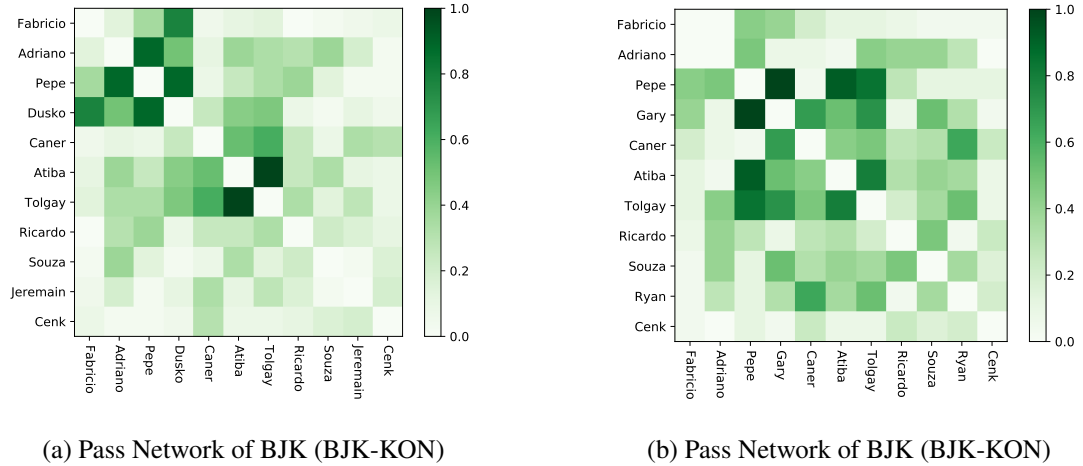 Fabricio
Adriano
Pepe
Dusko
Caner
Atiba
Tolgay
Ricardo
Souza
Jeremain
Cenk
Fabricio
Adriano
Pepe
Dusko
Caner
Atiba
Tolgay
Ricardo
Souza
Jeremain
Cenk
1.0
0.8
0.6
0.4
0.2
0.0
(a) Pass Network of BJK (BJK-KON)
Fabricio
Adriano
Pepe
Gary
Caner
Atiba
Tolgay
Ricardo
Souza
Ryan
Cenk
Fabricio
Adriano
Pepe
Gary
Caner
Atiba
Tolgay
Ricardo
Souza
Ryan
Cenk
1.0
0.8
0.6
0.4
0.2
0.0
(b) Pass Network of BJK (BJK-KON)